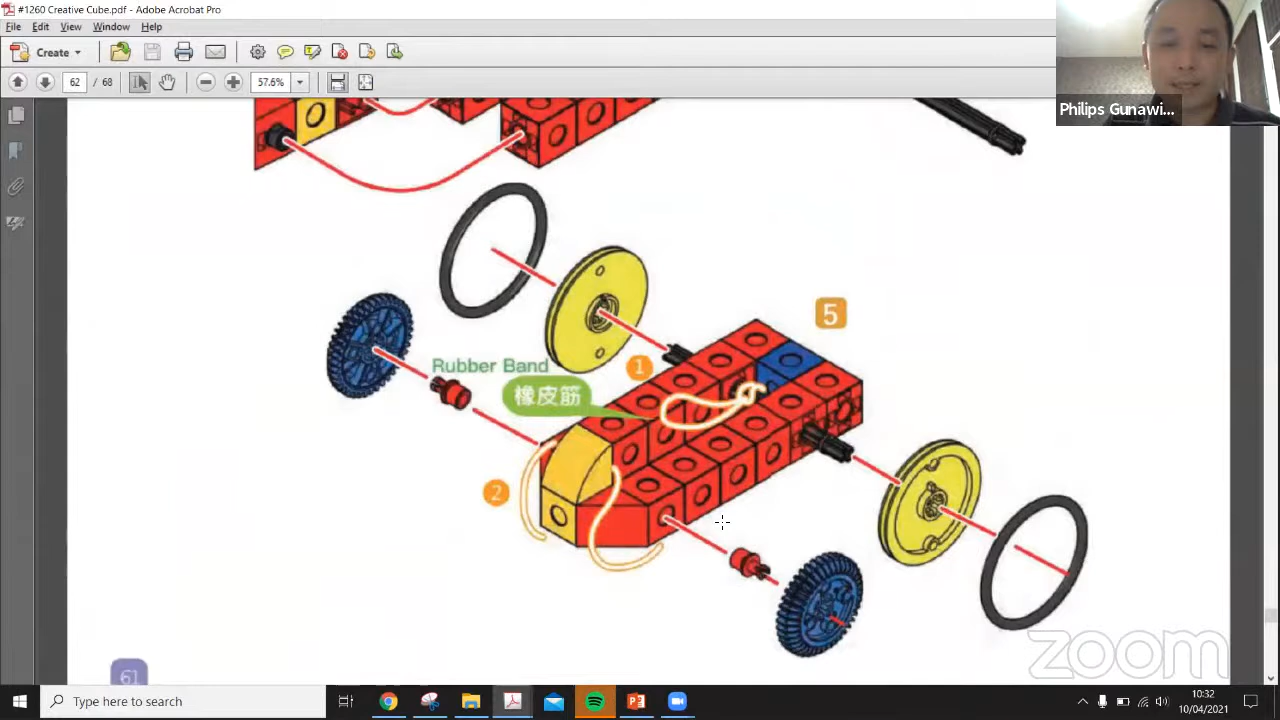 #1260 Creative Cube.pdf - Adobe Acrobat Pro
File Edit View Window Help
Create
62 / 68 57.6%
Philips Gunawi...
5
Rubber Band
1
橡皮筋
2
zoom
61
Type here to search
10:32
10/04/2021